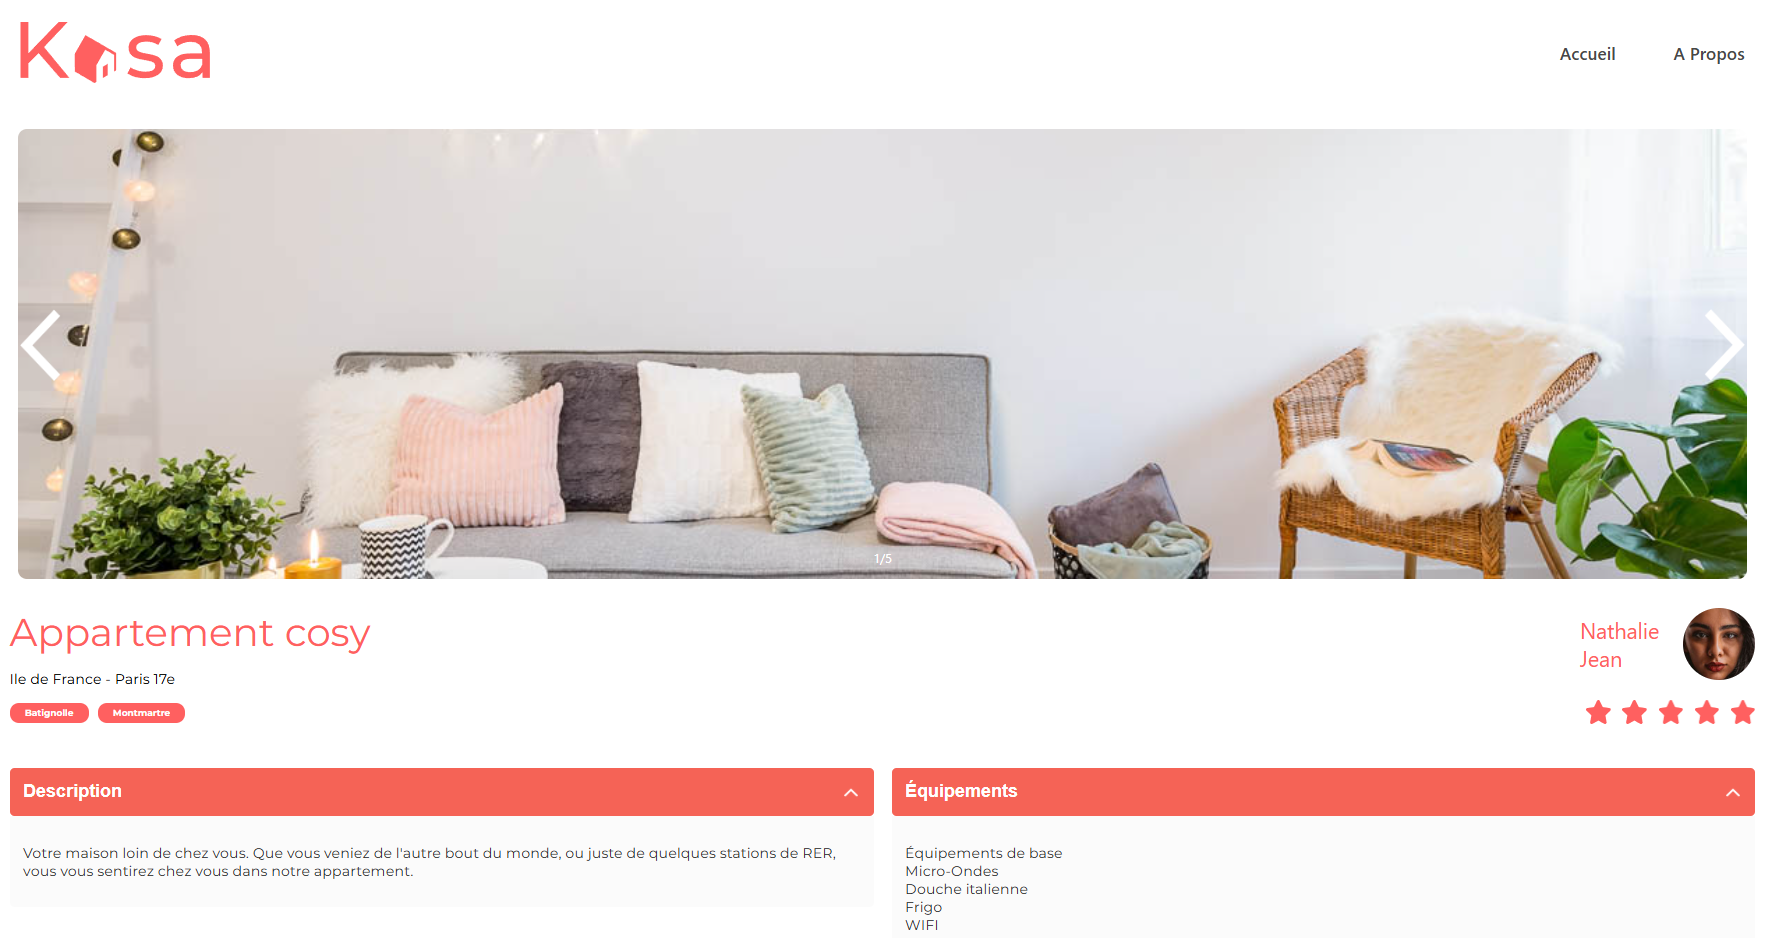 Kasa
Accueil
A Propos
1/5
Appartement cosy
Nathalie
Jean
Ile de France - Paris 17e
Batignolle
Montmartre
Description
Votre maison loin de chez vous. Que vous veniez de l'autre bout du monde, ou juste de quelques stations de RER,
vous vous sentirez chez vous dans notre appartement.
Équipements
Équipements de base
Micro-Ondes
Douche italienne
Frigo
WIFI